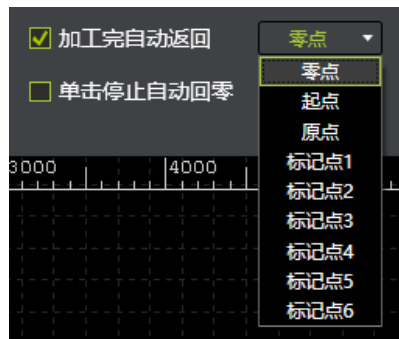 加工完自动返回 零点
零点
单击停止自动回零
起点
原点
3000 4000
标记点1
标记点2
标记点3
标记点4
标记点5
标记点6